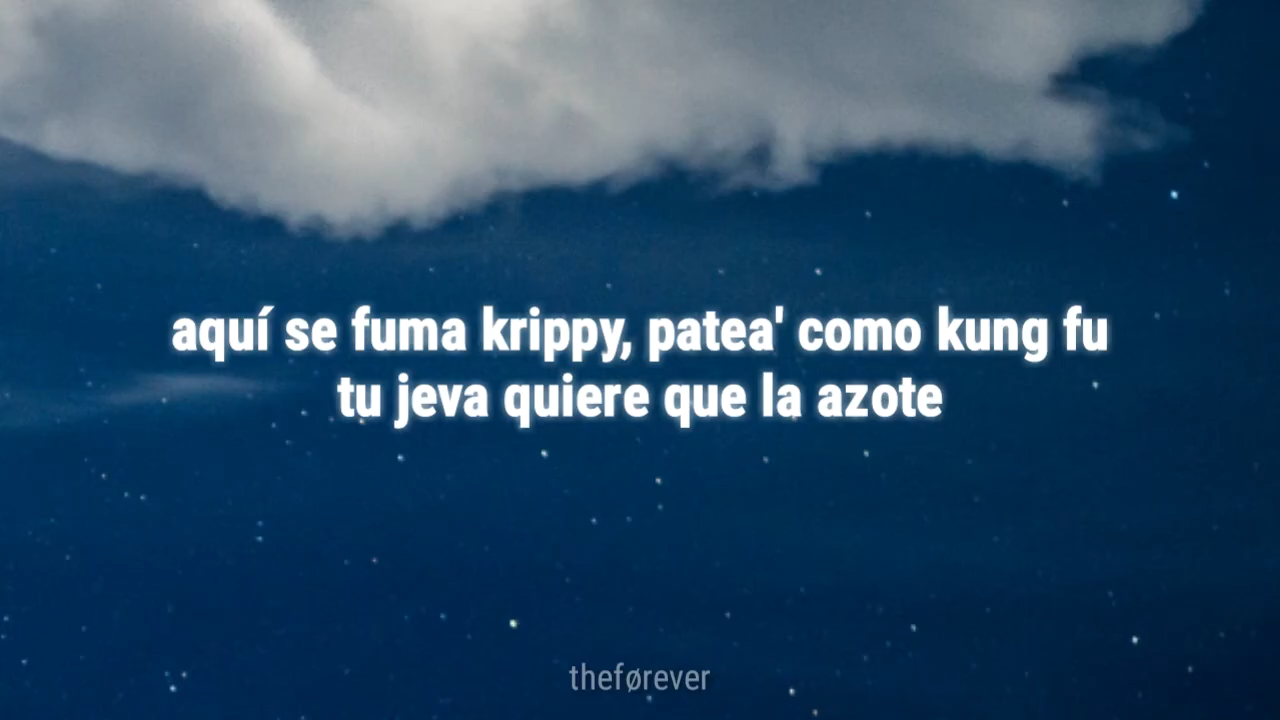 aquí se fuma krippy, patea' como kung fu
tu jeva quiere que la azote
theførever